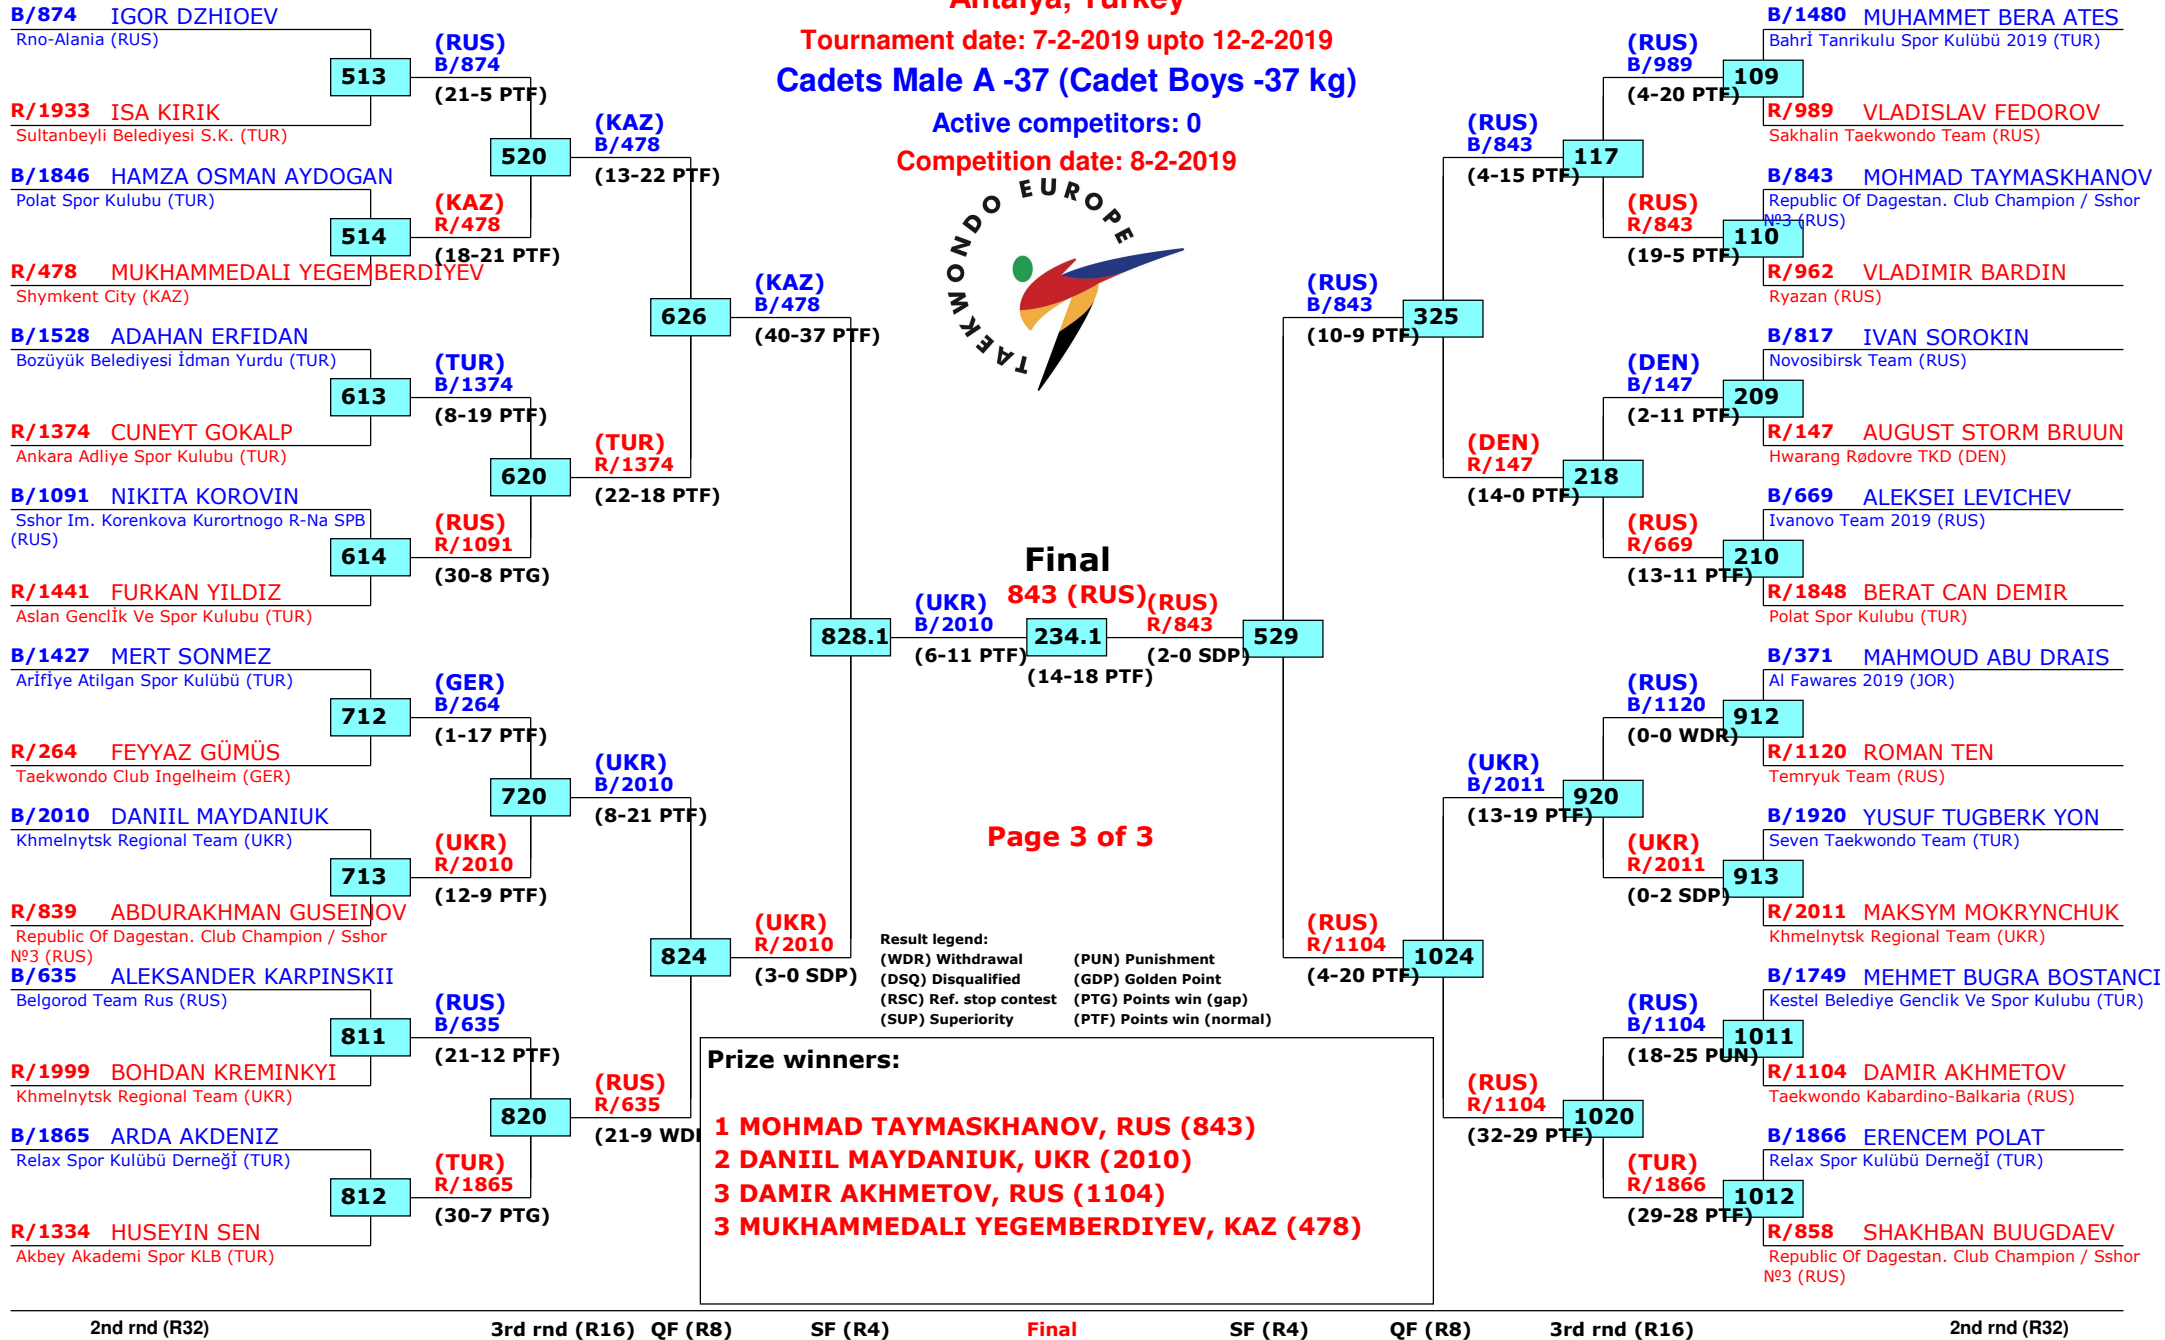 Antalya, Turkey
Tournament date: 7-2-2019 upto 12-2-2019
Cadets Male A -37 (Cadet Boys -37 kg)
Active competitors: 0
Competition date: 8-2-2019
TAEKWONDO EUROPE
B/874 IGOR DZHIOEV
Rno-Alania (RUS)
513
R/1933 ISA KIRIK
Sultanbeyli Belediyesi S.K. (TUR)
B/1846 HAMZA OSMAN AYDOGAN
Polat Spor Kulubu (TUR)
514
R/478 MUKHAMMEDALI YEGEMBERDIYEV
Shymkent City (KAZ)
B/1528 ADAHAN ERFIDAN
Bozüyük Belediyesi İdman Yurdu (TUR)
613
R/1374 CUNEYT GOKALP
Ankara Adliye Spor Kulubu (TUR)
B/1091 NIKITA KOROVIN
Sshor Im. Korenkova Kurortnogo R-Na SPB
(RUS)
614
R/1441 FURKAN YILDIZ
Aslan Genclİk Ve Spor Kulubu (TUR)
B/1427 MERT SONMEZ
Arİfİye Atilgan Spor Kulübü (TUR)
712
R/264 FEYYAZ GÜMÜS
Taekwondo Club Ingelheim (GER)
B/2010 DANIIL MAYDANIUK
Khmelnytsk Regional Team (UKR)
713
R/839 ABDURAKHMAN GUSEINOV
Republic Of Dagestan. Club Champion / Sshor
№3 (RUS)
B/635 ALEKSANDER KARPINSKII
Belgorod Team Rus (RUS)
811
R/1999 BOHDAN KREMINKYI
Khmelnytsk Regional Team (UKR)
B/1865 ARDA AKDENIZ
Relax Spor Kulübü Derneğİ (TUR)
812
R/1334 HUSEYIN SEN
Akbey Akademi Spor KLB (TUR)
(RUS)
B/874
(21-5 PTF)
520
(KAZ)
R/478
(18-21 PTF)
(TUR)
B/1374
(8-19 PTF)
620
(RUS)
R/1091
(30-8 PTG)
(GER)
B/264
(1-17 PTF)
720
(UKR)
R/2010
(12-9 PTF)
(RUS)
B/635
(21-12 PTF)
820
(TUR)
R/1865
(30-7 PTG)
(KAZ)
B/478
(13-22 PTF)
626
(TUR)
R/1374
(22-18 PTF)
(UKR)
B/2010
(8-21 PTF)
824
(RUS)
R/635
(21-9 WD
(KAZ)
B/478
(40-37 PTF)
828.1
(UKR)
R/2010
(3-0 SDP)
Final
843 (RUS)
(UKR)
B/2010
(6-11 PTF)
234.1
(14-18 PTF)
(RUS)
R/843
(2-0 SDP)
529
Page 3 of 3
(RUS)
B/843
(10-9 PTF)
325
(RUS)
R/1104
(4-20 PTF)
1024
(RUS)
B/843
(4-15 PTF)
117
(DEN)
R/147
(14-0 PTF)
218
(UKR)
B/2011
(13-19 PTF)
920
(RUS)
R/1104
(32-29 PTF)
1020
(RUS)
B/989
(4-20 PTF)
109
(RUS)
R/843
(19-5 PTF)
110
(DEN)
B/147
(2-11 PTF)
209
(RUS)
R/669
(13-11 PTF)
210
(RUS)
B/1120
(0-0 WDR)
912
(UKR)
R/2011
(0-2 SDP)
913
(RUS)
B/1104
(18-25 PUN)
1011
(TUR)
R/1866
(29-28 PTF)
1012
B/1480 MUHAMMET BERA ATES
Bahrİ Tanrikulu Spor Kulübü 2019 (TUR)
R/989 VLADISLAV FEDOROV
Sakhalin Taekwondo Team (RUS)
B/843 MOHMAD TAYMASKHANOV
Republic Of Dagestan. Club Champion / Sshor
№3 (RUS)
R/962 VLADIMIR BARDIN
Ryazan (RUS)
B/817 IVAN SOROKIN
Novosibirsk Team (RUS)
R/147 AUGUST STORM BRUUN
Hwarang Rødovre TKD (DEN)
B/669 ALEKSEI LEVICHEV
Ivanovo Team 2019 (RUS)
R/1848 BERAT CAN DEMIR
Polat Spor Kulubu (TUR)
B/371 MAHMOUD ABU DRAIS
Al Fawares 2019 (JOR)
R/1120 ROMAN TEN
Temryuk Team (RUS)
B/1920 YUSUF TUGBERK YON
Seven Taekwondo Team (TUR)
R/2011 MAKSYM MOKRYNCHUK
Khmelnytsk Regional Team (UKR)
B/1749 MEHMET BUGRA BOSTANCI
Kestel Belediye Genclik Ve Spor Kulubu (TUR)
R/1104 DAMIR AKHMETOV
Taekwondo Kabardino-Balkaria (RUS)
B/1866 ERENCEM POLAT
Relax Spor Kulübü Derneğİ (TUR)
R/858 SHAKHBAN BUUGDAEV
Republic Of Dagestan. Club Champion / Sshor
№3 (RUS)
Result legend:
(WDR) Withdrawal (PUN) Punishment
(DSQ) Disqualified (GDP) Golden Point
(RSC) Ref. stop contest (PTG) Points win (gap)
(SUP) Superiority (PTF) Points win (normal)
Prize winners:
1 MOHMAD TAYMASKHANOV, RUS (843)
2 DANIIL MAYDANIUK, UKR (2010)
3 DAMIR AKHMETOV, RUS (1104)
3 MUKHAMMEDALI YEGEMBERDIYEV, KAZ (478)
2nd rnd (R32) 3rd rnd (R16) QF (R8) SF (R4) Final SF (R4) QF (R8) 3rd rnd (R16) 2nd rnd (R32)